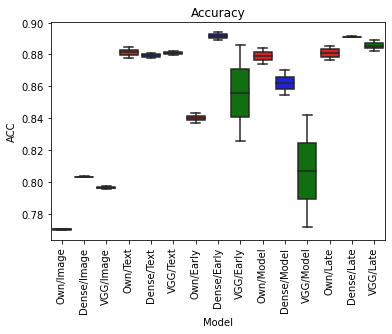 Accuracy
0.90
0.88
0.86
0.84
0.82
0.80
0.78
ACC
Own/Image
Dense/Image
VGG/Image
Own/Text
Dense/Text
VGG/Text
Own/Early
Dense/Early
VGG/Early
Own/Model
Dense/Model
VGG/Model
Own/Late
Dense/Late
VGG/Late
Model